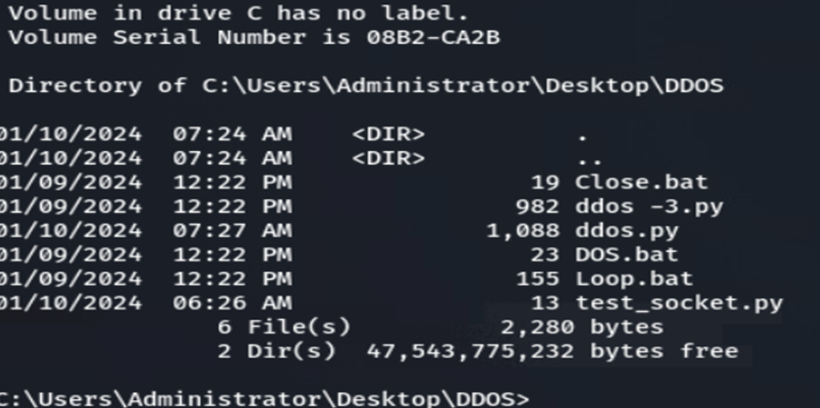 Volume in drive C has no label.
Volume Serial Number is 08B2-CA2B
Directory of C:\Users\Administrator\Desktop\DDOS
01/10/2024 07:24 AM <DIR> .
01/10/2024 07:24 AM <DIR> ..
01/09/2024 12:22 PM 19 Close.bat
01/09/2024 12:22 PM 982 ddos -3.py
01/10/2024 07:27 AM 1,088 ddos.py
01/09/2024 12:22 PM 23 DOS.bat
01/09/2024 12:22 PM 155 Loop.bat
01/10/2024 06:26 AM 13 test_socket.py
6 File(s) 2,280 bytes
2 Dir(s) 47,543,775,232 bytes free
C:\Users\Administrator\Desktop\DDOS>